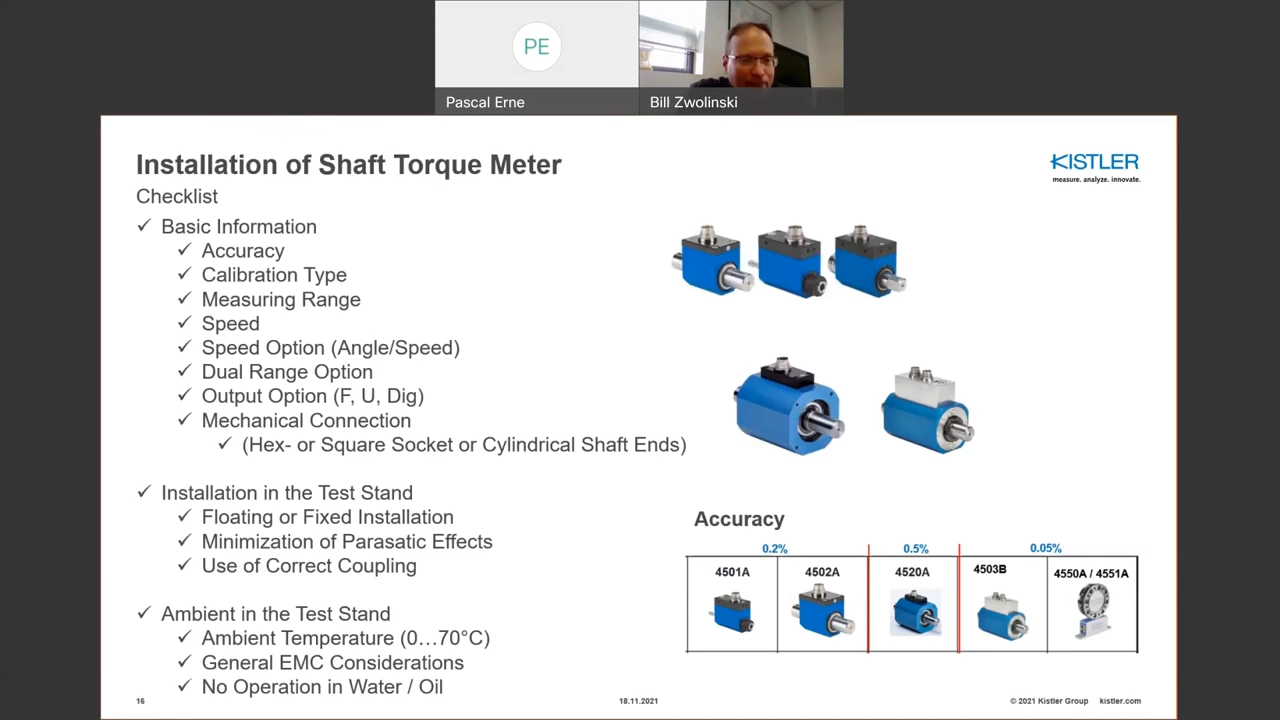 PE
Pascal Erne
Bill Zwolinski
Installation of Shaft Torque Meter
KISTLER
measure. analyze. innovate.
Checklist
✓ Basic Information
✓ Accuracy
✓ Calibration Type
✓ Measuring Range
✓ Speed
✓ Speed Option (Angle/Speed)
✓ Dual Range Option
✓ Output Option (F, U, Dig)
✓ Mechanical Connection
✓ (Hex- or Square Socket or Cylindrical Shaft Ends)
✓ Installation in the Test Stand
✓ Floating or Fixed Installation
✓ Minimization of Parasatic Effects
✓ Use of Correct Coupling
✓ Ambient in the Test Stand
✓ Ambient Temperature (0…70°C)
✓ General EMC Considerations
✓ No Operation in Water / Oil
Accuracy
0.2% 0.5% 0.05%
4501A 4502A 4520A 4503B 4550A / 4551A
16 18.11.2021 © 2021 Kistler Group kistler.com